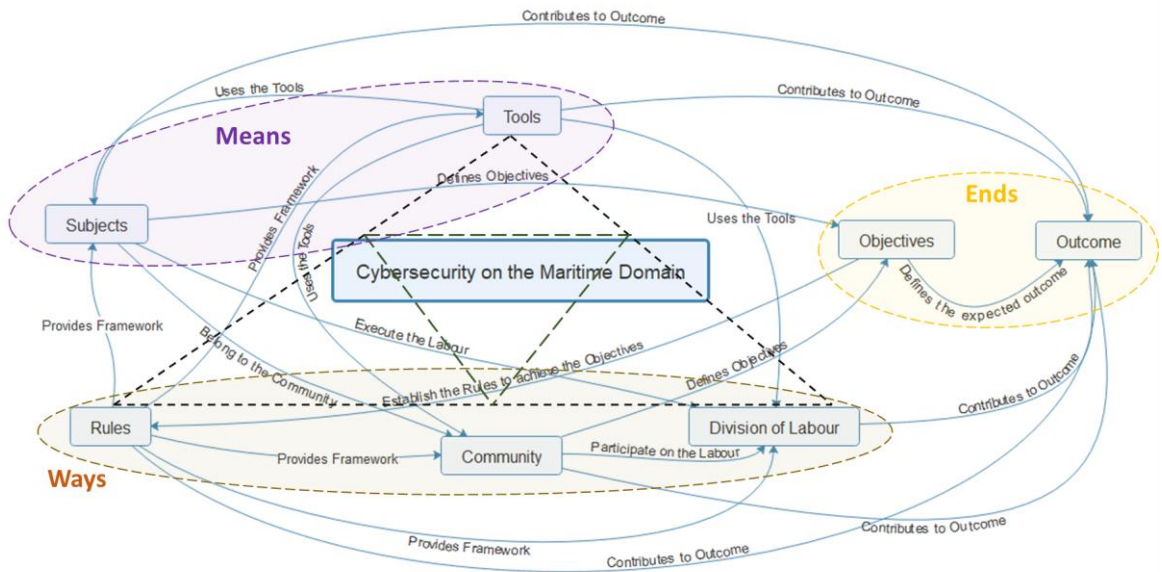 Contributes to Outcome
Uses the Tools
Contributes to Outcome
Tools
Means
Defines Objectives
Ends
Subjects
Provides Framework
Uses the Tools
Uses the Tools
Objectives
Outcome
Cybersecurity on the Maritime Domain
Defines the expected outcome
Provides Framework
Execute the Labour
Belong to the Community
Establish the Rules to achieve the Objectives
Defines Objectives
Contributes to Outcome
Rules
Division of Labour
Community
Provides Framework
Participate on the Labour
Ways
Contributes to Outcome
Provides Framework
Contributes to Outcome